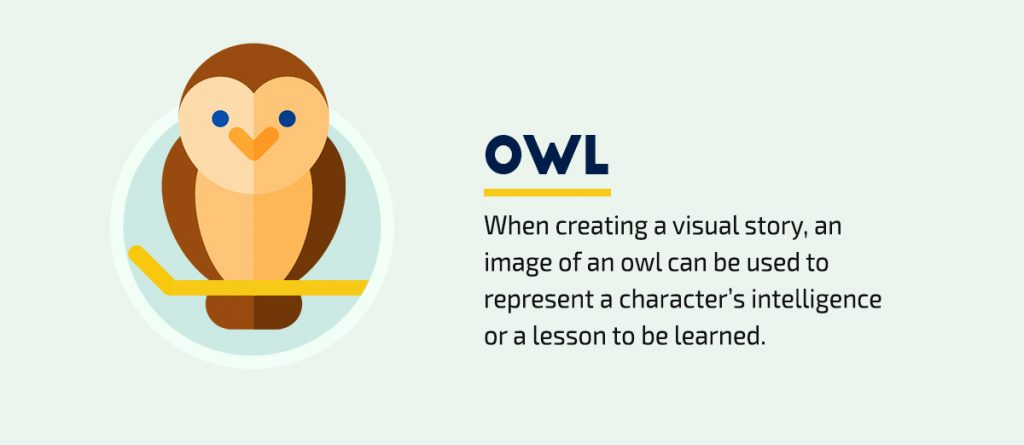 OWL
When creating a visual story, an
image of an owl can be used to
represent a character’s intelligence
or a lesson to be learned.